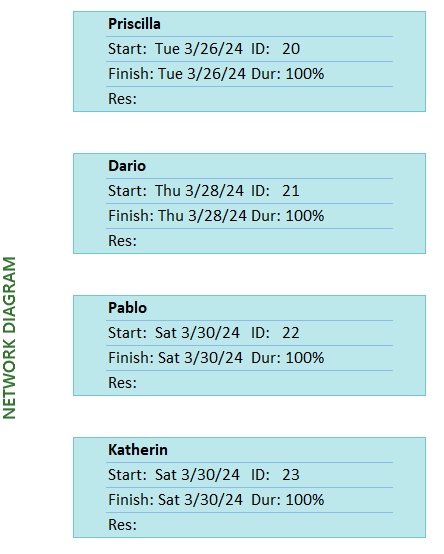 NETWORK DIAGRAM
Priscilla
Start: Tue 3/26/24 ID: 20
Finish: Tue 3/26/24 Dur: 100%
Res:
Dario
Start: Thu 3/28/24 ID: 21
Finish: Thu 3/28/24 Dur: 100%
Res:
Pablo
Start: Sat 3/30/24 ID: 22
Finish: Sat 3/30/24 Dur: 100%
Res:
Katherin
Start: Sat 3/30/24 ID: 23
Finish: Sat 3/30/24 Dur: 100%
Res: